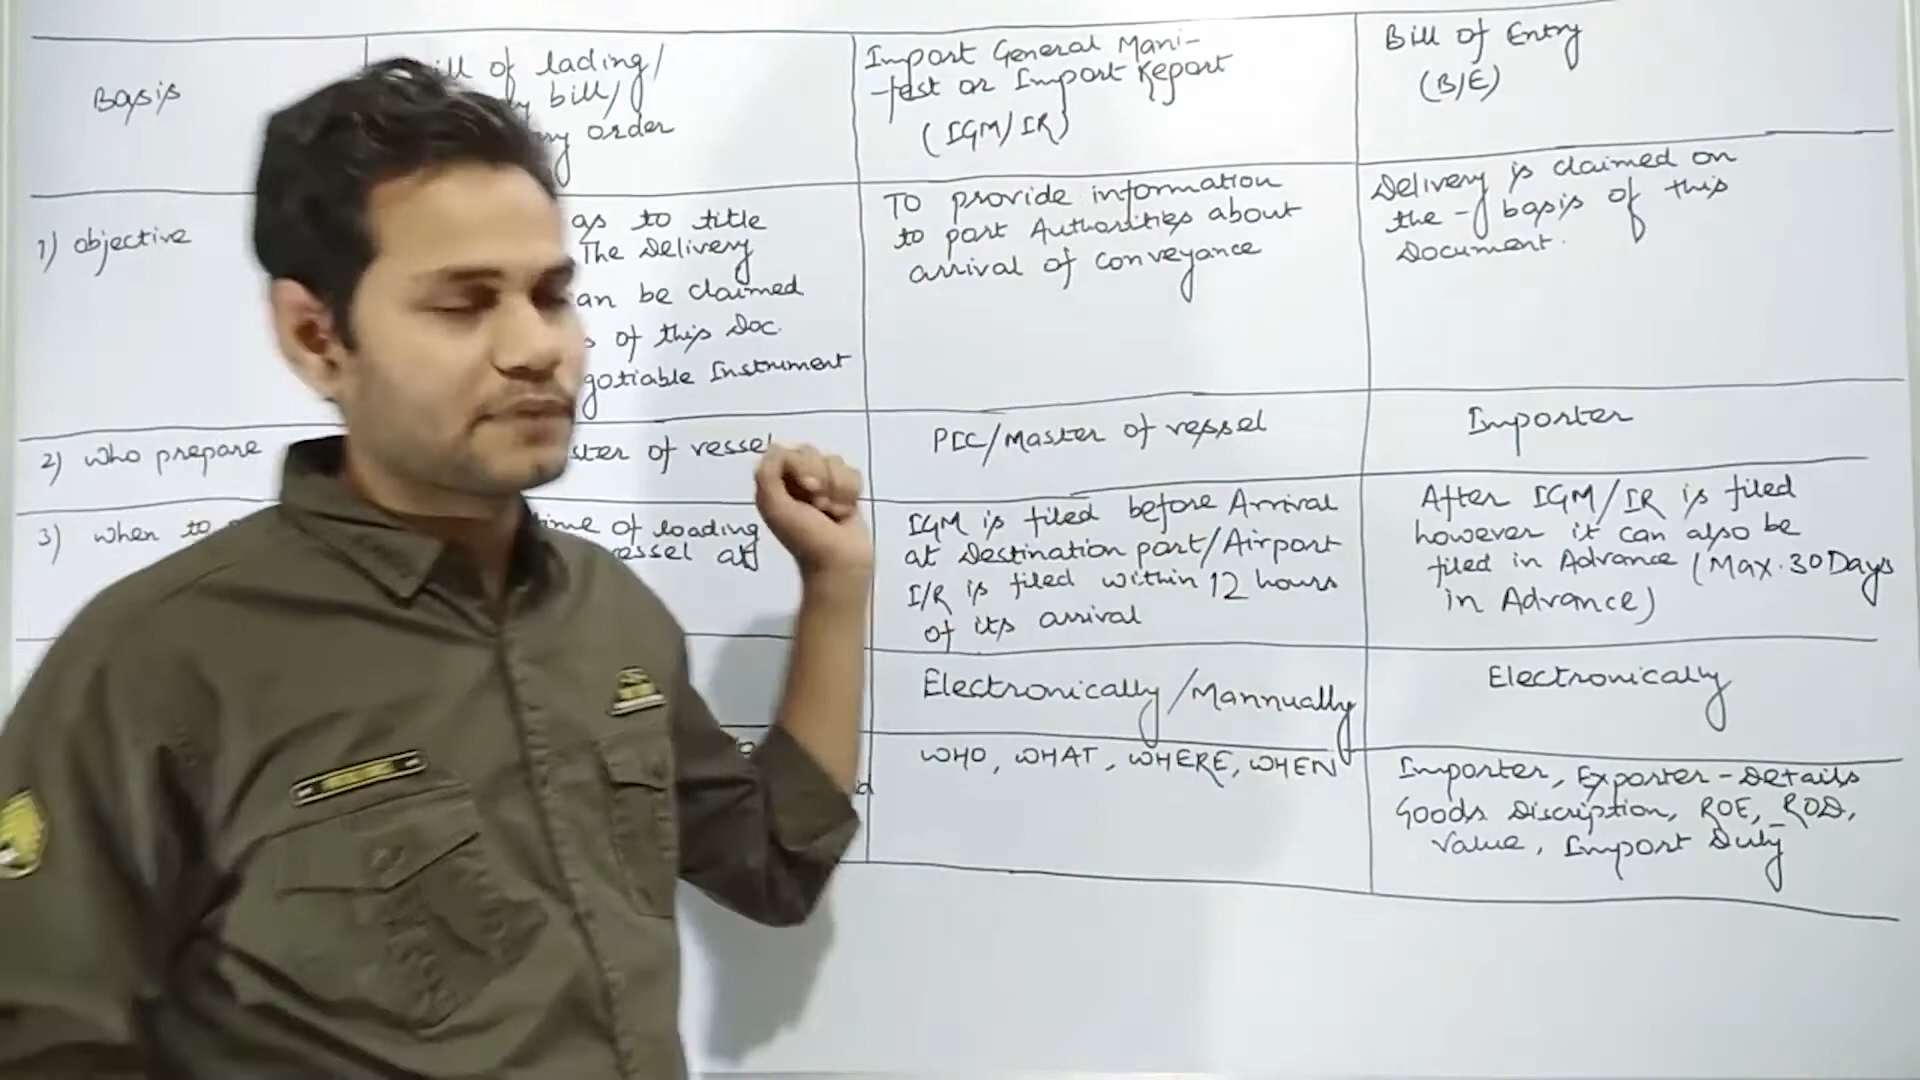 Basis
ill of lading/
y bill/
ry order
Import General Mani-
-fest or Import Report
(IGM/IR)
Bill of Entry
(B/E)
1) objective
as to title
The Delivery
an be claimed
s of this Doc.
gotiable Instrument
To provide information
to port Authorities about
arrival of conveyance
Delivery is claimed on
the - basis of this
Document.
2) who prepare
ster of vessel
PIC/Master of vessel
Importer
3) when to
ime of loading
essel at
IGM is filed before Arrival
at Destination port/Airport
I/R is filed within 12 hours
of its arrival
After IGM/IR is filed
however it can also be
filed in Advance (Max. 30 Days
in Advance)
Electronically/Mannually
Electronically
WHO, WHAT, WHERE, WHEN
Importer, Exporter - Details
Goods Discription, ROE, ROD,
Value, Import Duty